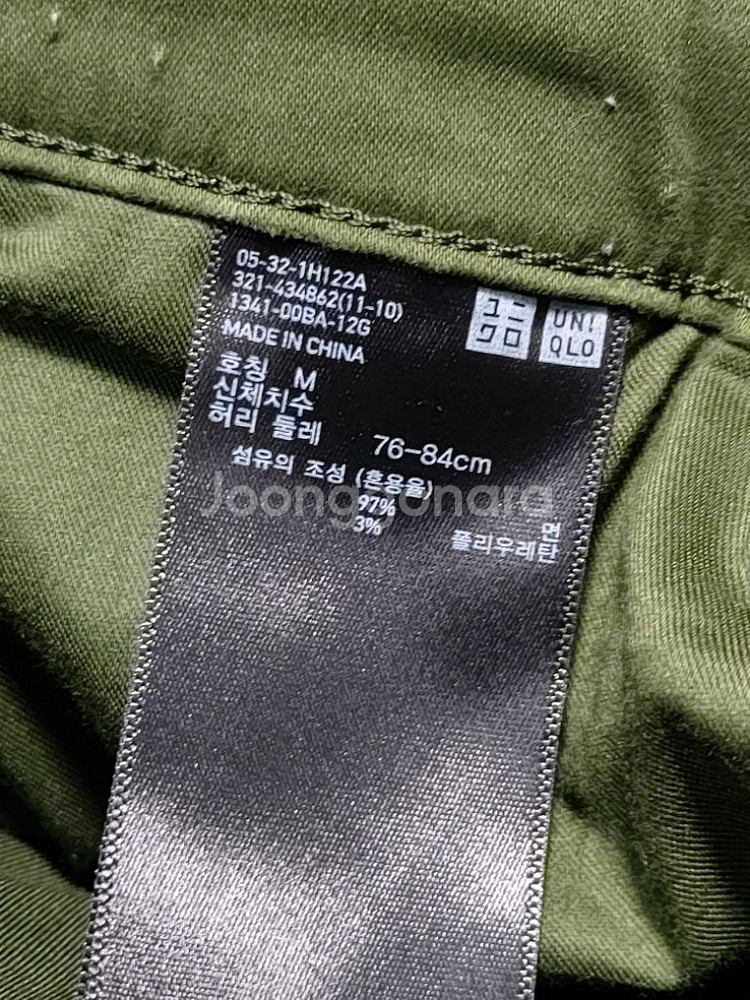 05-32-1H122A
321-434862(11-10)
1341-00BA-12G
MADE IN CHINA
ユニ
クロ
UNI
QLO
호칭 M
신체치수
허리 둘레 76-84cm
섬유의 조성 (혼용율)
97% 면
3% 폴리우레탄
Joonggonara